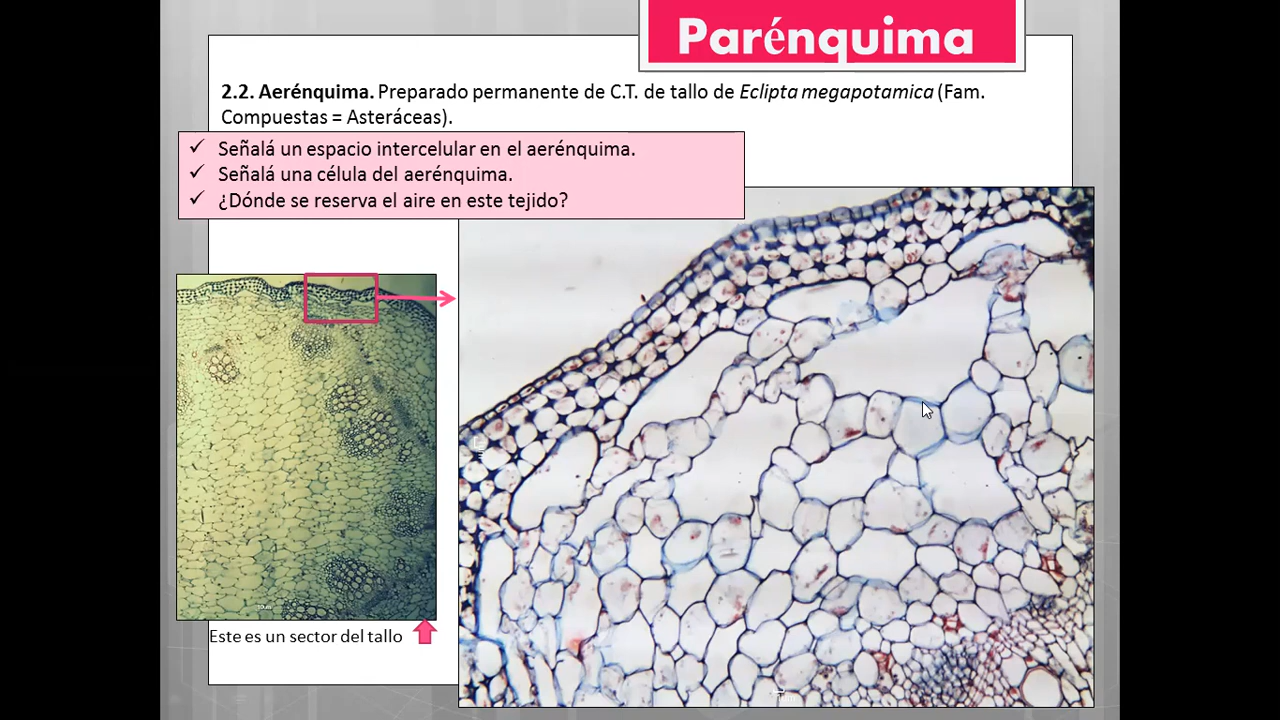 Parénquima
2.2. Aerénquima. Preparado permanente de C.T. de tallo de Eclipta megapotamica (Fam.
Compuestas = Asteráceas).
✓ Señalá un espacio intercelular en el aerénquima.
✓ Señalá una célula del aerénquima.
✓ ¿Dónde se reserva el aire en este tejido?
Este es un sector del tallo